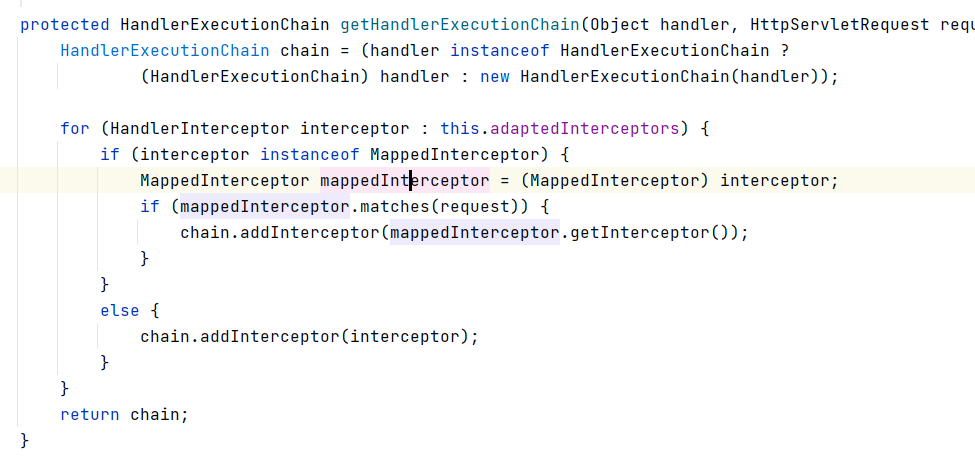 protected HandlerExecutionChain getHandlerExecutionChain(Object handler, HttpServletRequest requ
HandlerExecutionChain chain = (handler instanceof HandlerExecutionChain ?
(HandlerExecutionChain) handler : new HandlerExecutionChain(handler));
for (HandlerInterceptor interceptor : this.adaptedInterceptors) {
if (interceptor instanceof MappedInterceptor) {
MappedInterceptor mappedInterceptor = (MappedInterceptor) interceptor;
if (mappedInterceptor.matches(request)) {
chain.addInterceptor(mappedInterceptor.getInterceptor());
}
}
else {
chain.addInterceptor(interceptor);
}
}
return chain;
}